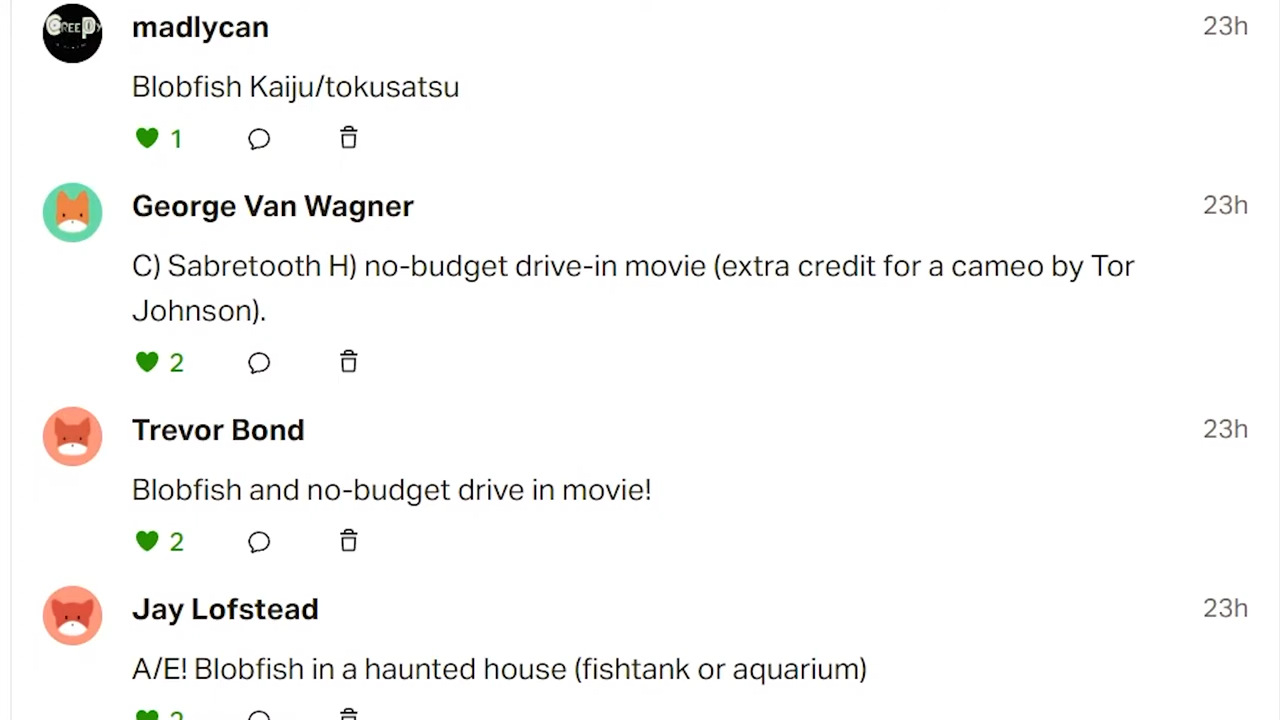 CREEPY
madlycan 23h
Blobfish Kaiju/tokusatsu
1
George Van Wagner 23h
C) Sabretooth H) no-budget drive-in movie (extra credit for a cameo by Tor
Johnson).
2
Trevor Bond 23h
Blobfish and no-budget drive in movie!
2
Jay Lofstead 23h
A/E! Blobfish in a haunted house (fishtank or aquarium)
2